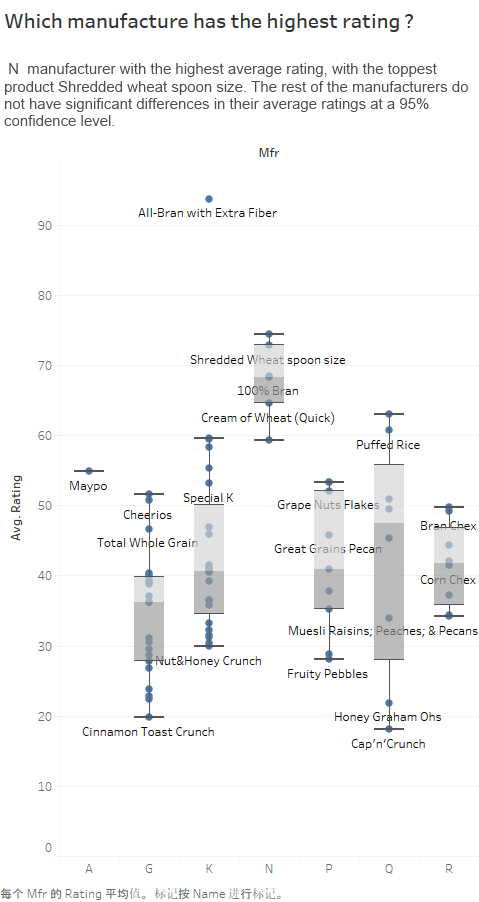 Which manufacture has the highest rating ?
N manufacturer with the highest average rating, with the toppest
product Shredded wheat spoon size. The rest of the manufacturers do
not have significant differences in their average ratings at a 95%
confidence level.
Mfr
90
80
70
60
50
40
30
20
10
0
Avg. Rating
All-Bran with Extra Fiber
Shredded Wheat spoon size
100% Bran
Cream of Wheat (Quick)
Puffed Rice
Maypo
Special K
Grape Nuts Flakes
Cheerios
Bran Chex
Total Whole Grain
Great Grains Pecan
Corn Chex
Muesli Raisins; Peaches; & Pecans
Nut&Honey Crunch
Fruity Pebbles
Honey Graham Ohs
Cinnamon Toast Crunch
Cap'n'Crunch
A G K N P Q R
每个 Mfr 的 Rating 平均值。标记按 Name 进行标记。